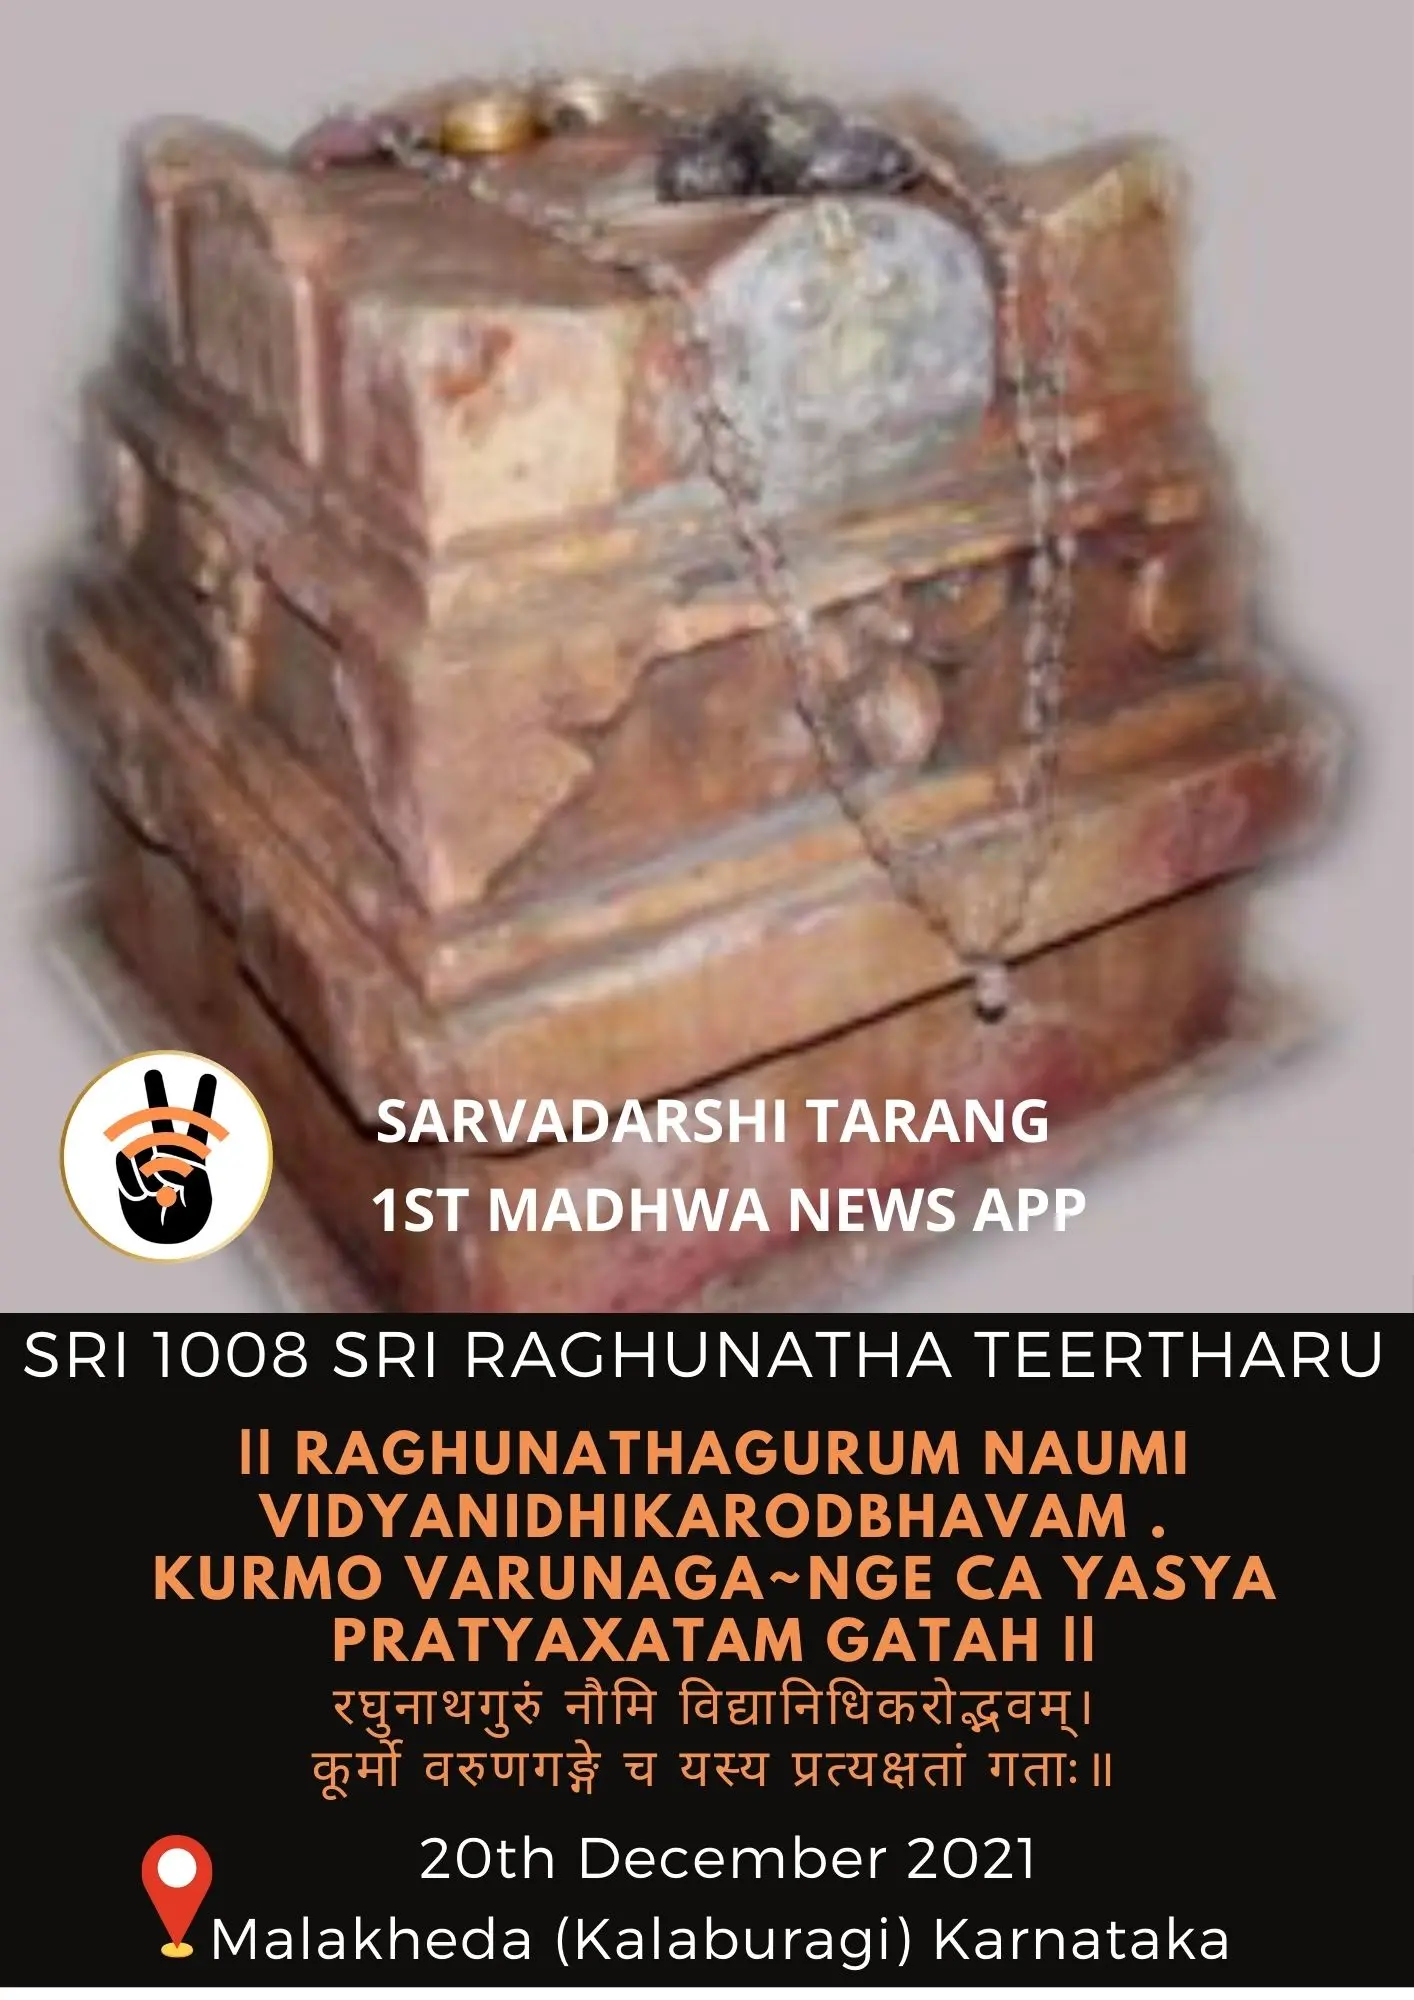 SARVADARSHI TARANG
1ST MADHWA NEWS APP
SRI 1008 SRI RAGHUNATHA TEERTHARU
|| RAGHUNATHAGURUM NAUMI
VIDYANIDHIKARODBHAVAM .
KURMO VARUNAGA~NGE CA YASYA
PRATYAXATAM GATAH ||
रघुनाथगुरुं नौमि विद्यानिधिकरोद्भवम्।
कूर्मो वरुणगङ्गे च यस्य प्रत्यक्षतां गताः॥
20th December 2021
Malakheda (Kalaburagi) Karnataka